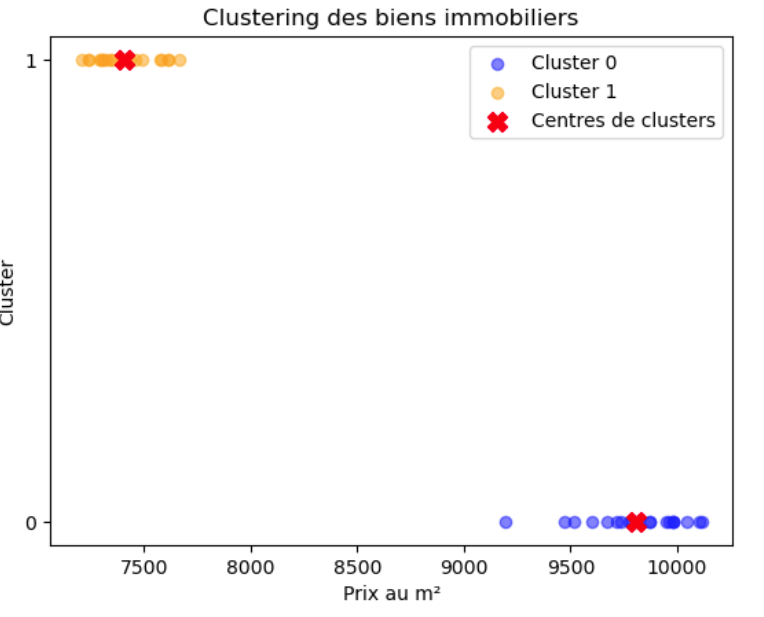 Clustering des biens immobiliers
1
0
Cluster
Cluster 0
Cluster 1
Centres de clusters
7500 8000 8500 9000 9500 10000
Prix au m²